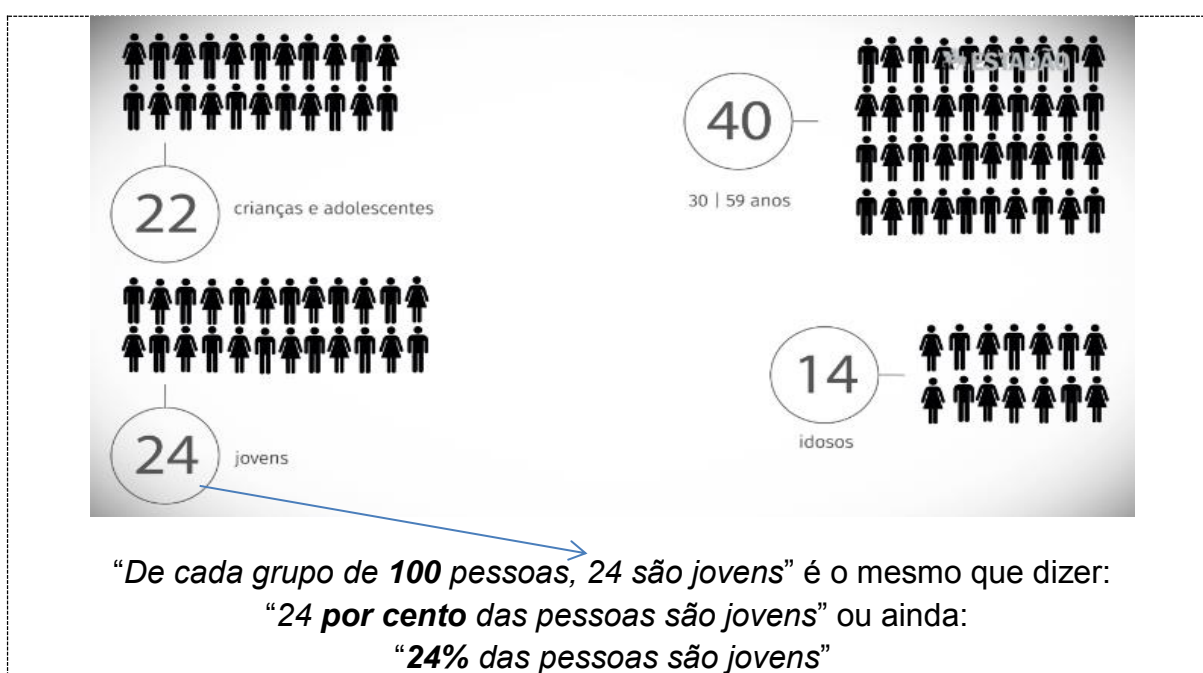 ESTADÃO
40
30 | 59 anos
22
crianças e adolescentes
14
idosos
24
jovens
“De cada grupo de 100 pessoas, 24 são jovens” é o mesmo que dizer:
“24 por cento das pessoas são jovens” ou ainda:
“24% das pessoas são jovens”